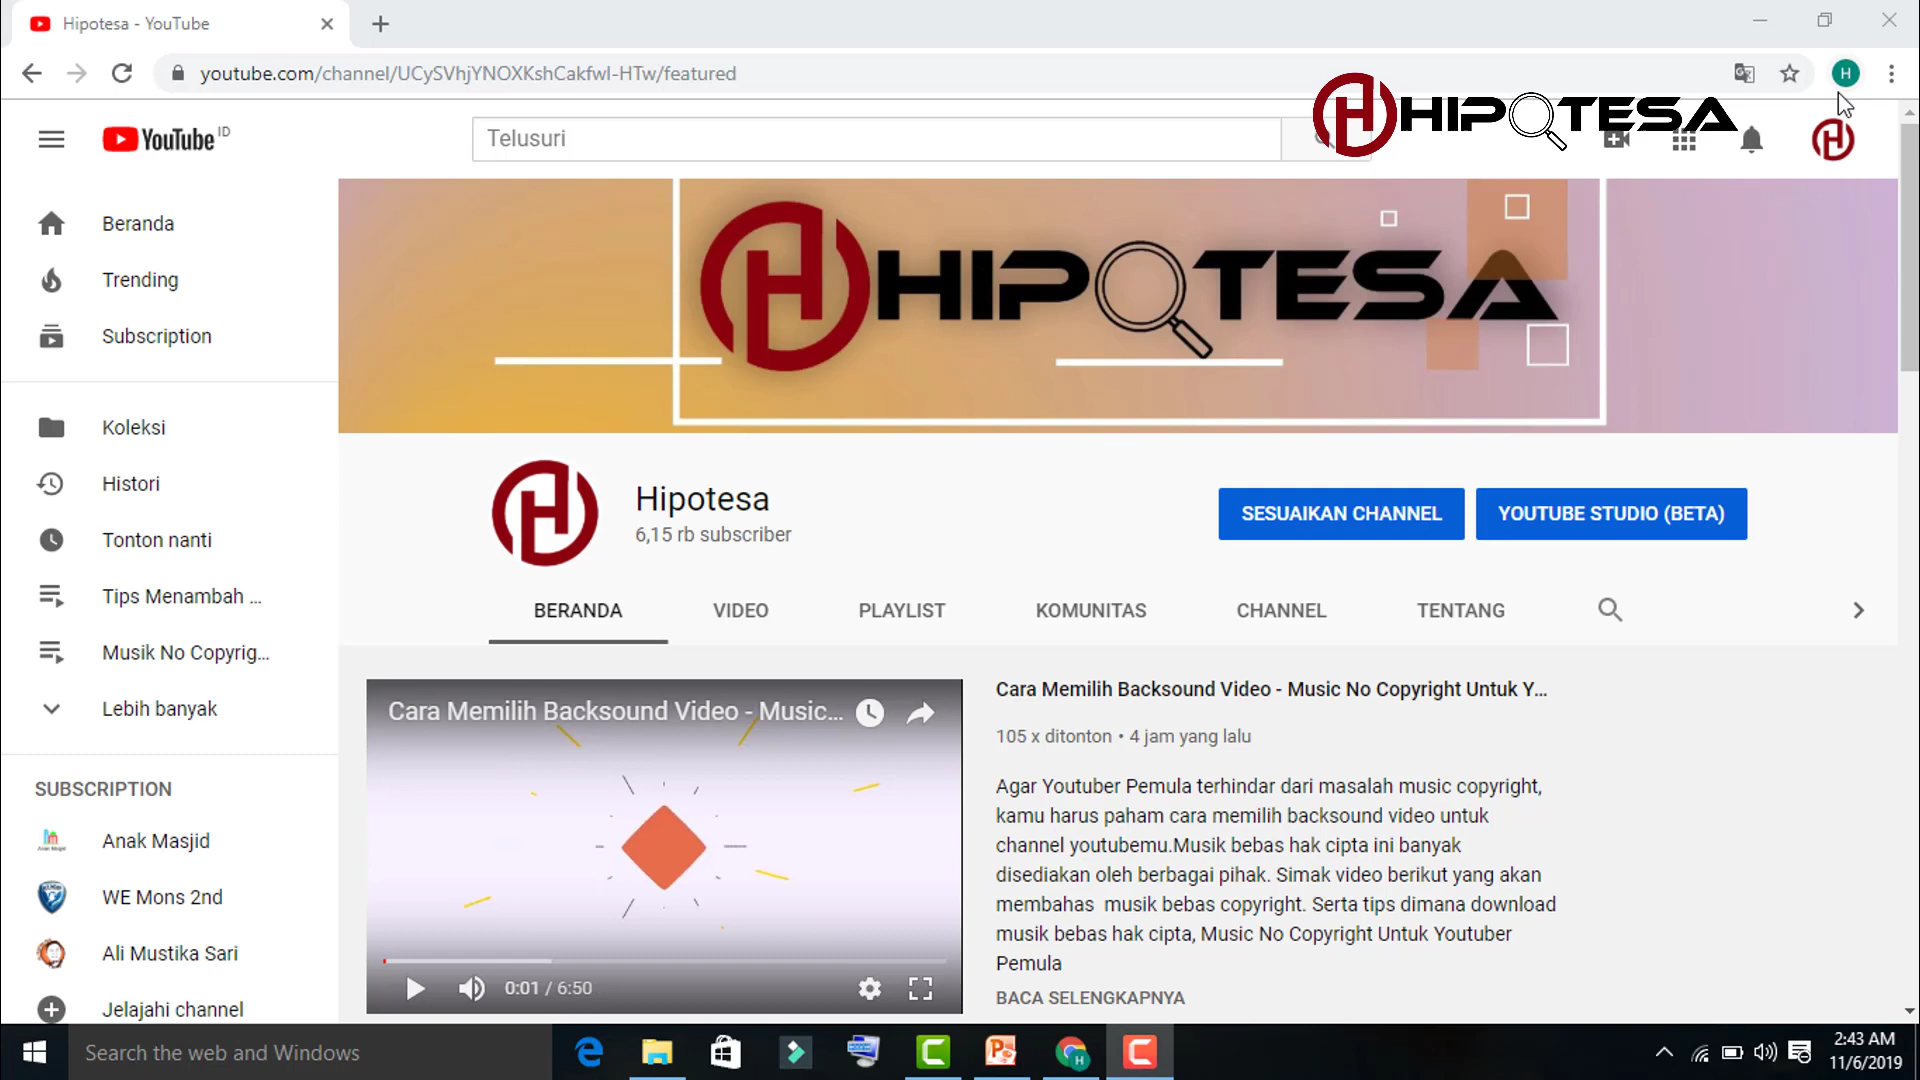 Hipotesa - YouTube
youtube.com/channel/UCySVhjYNOXKshCakfwI-HTw/featured
H
HIPOTESA
YouTube ID
Telusuri
Beranda
Trending
Subscription
Koleksi
Histori
Tonton nanti
Tips Menambah ...
Musik No Copyrig...
Lebih banyak
SUBSCRIPTION
Anak Masjid
WE Mons 2nd
Ali Mustika Sari
Jelajahi channel
HIPOTESA
Hipotesa
6,15 rb subscriber
SESUAIKAN CHANNEL
YOUTUBE STUDIO (BETA)
BERANDA VIDEO PLAYLIST KOMUNITAS CHANNEL TENTANG
Cara Memilih Backsound Video - Music...
0:01 / 6:50
Cara Memilih Backsound Video - Music No Copyright Untuk Y...
105 x ditonton • 4 jam yang lalu
Agar Youtuber Pemula terhindar dari masalah music copyright,
kamu harus paham cara memilih backsound video untuk
channel youtubemu.Musik bebas hak cipta ini banyak
disediakan oleh berbagai pihak. Simak video berikut yang akan
membahas  musik bebas copyright. Serta tips dimana download
musik bebas hak cipta, Music No Copyright Untuk Youtuber
Pemula
BACA SELENGKAPNYA
Search the web and Windows
2:43 AM
11/6/2019